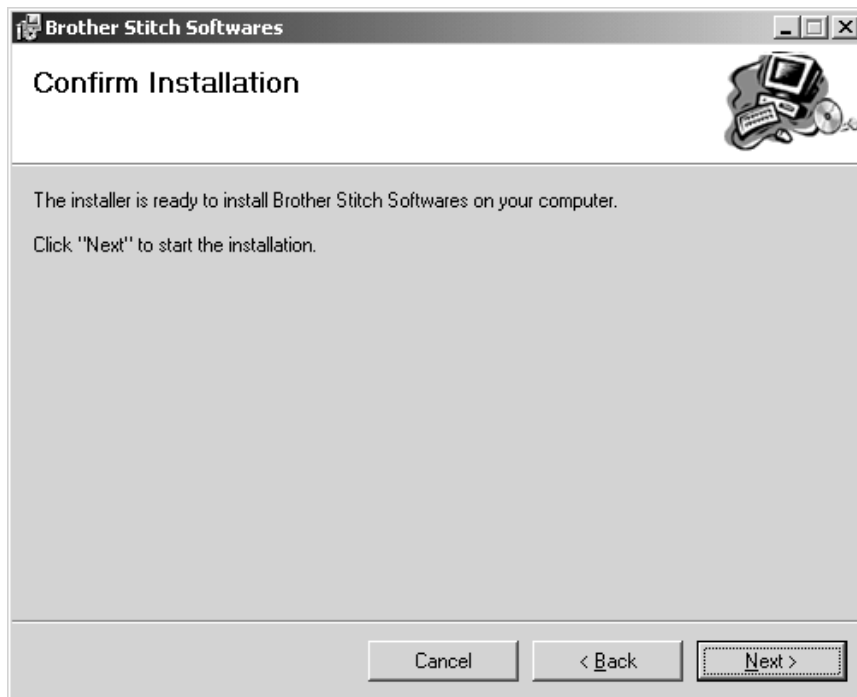 Brother Stitch Softwares
Confirm Installation
The installer is ready to install Brother Stitch Softwares on your computer.
Click "Next" to start the installation.
Cancel
< Back
Next >